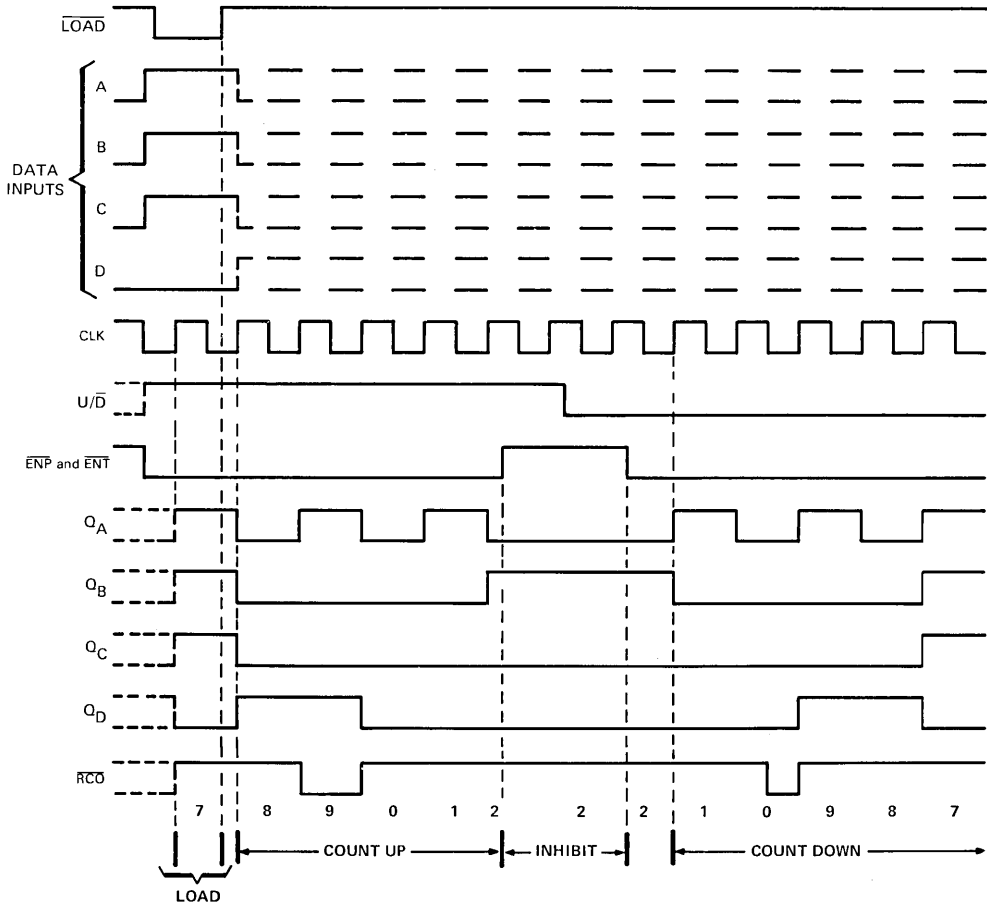 LOAD
A
B
DATA
INPUTS
C
D
CLK
U/D
ENP and ENT
QA
QB
QC
QD
RCO
7 8 9 0 1 2 2 2 1 0 9 8 7
COUNT UP INHIBIT COUNT DOWN
LOAD